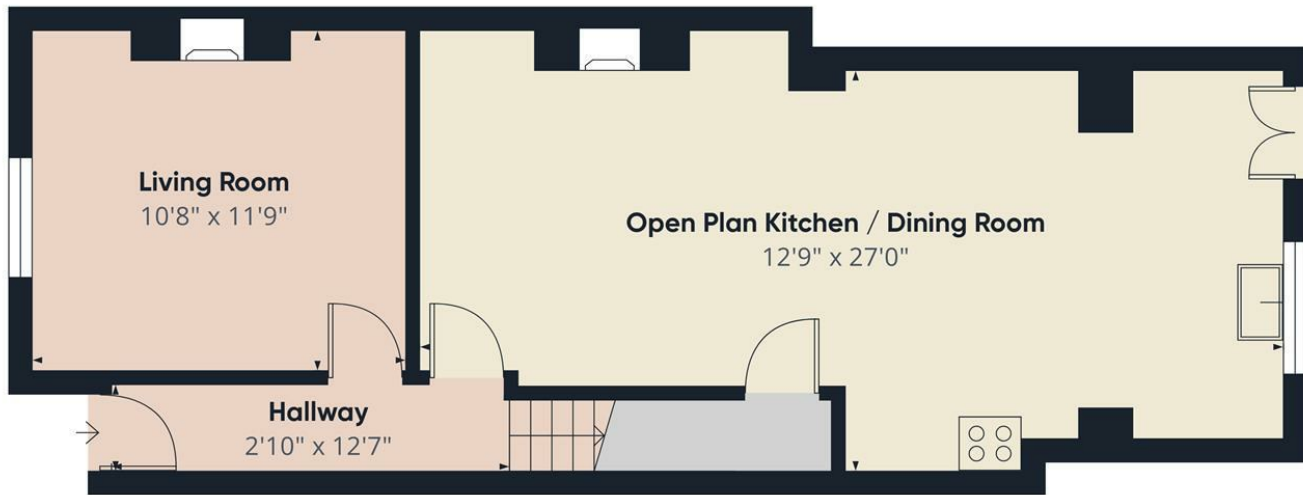 Living Room
10'8" x 11'9"
Open Plan Kitchen / Dining Room
12'9" x 27'0"
Hallway
2'10" x 12'7"